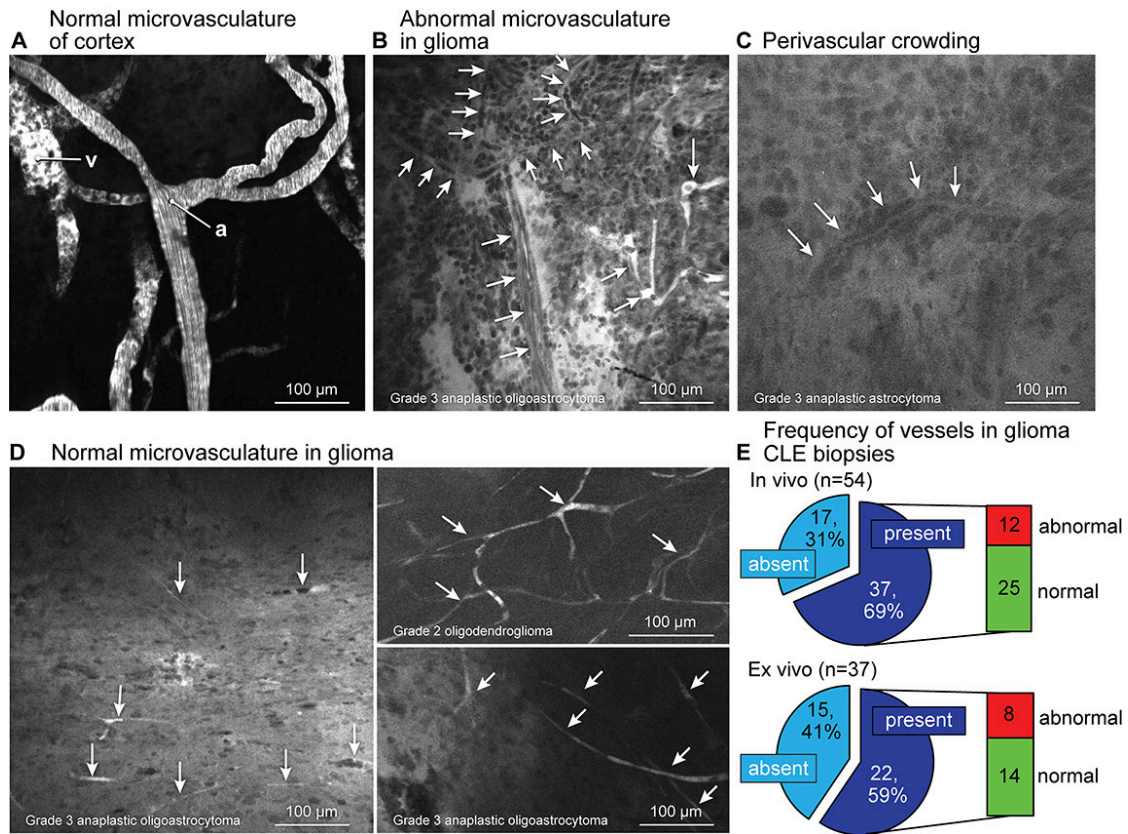 A Normal microvasculature
of cortex
v
a
100 µm
B Abnormal microvasculature
in glioma
Grade 3 anaplastic oligoastrocytoma
100 µm
C Perivascular crowding
Grade 3 anaplastic astrocytoma
100 µm
D Normal microvasculature in glioma
Grade 3 anaplastic oligoastrocytoma
100 µm
Grade 2 oligodendroglioma
100 µm
Grade 3 anaplastic oligoastrocytoma
100 µm
Frequency of vessels in glioma
E CLE biopsies
In vivo (n=54)
17,
31%
absent
present
37,
69%
12
abnormal
25
normal
Ex vivo (n=37)
15,
41%
absent
present
22,
59%
8
abnormal
14
normal